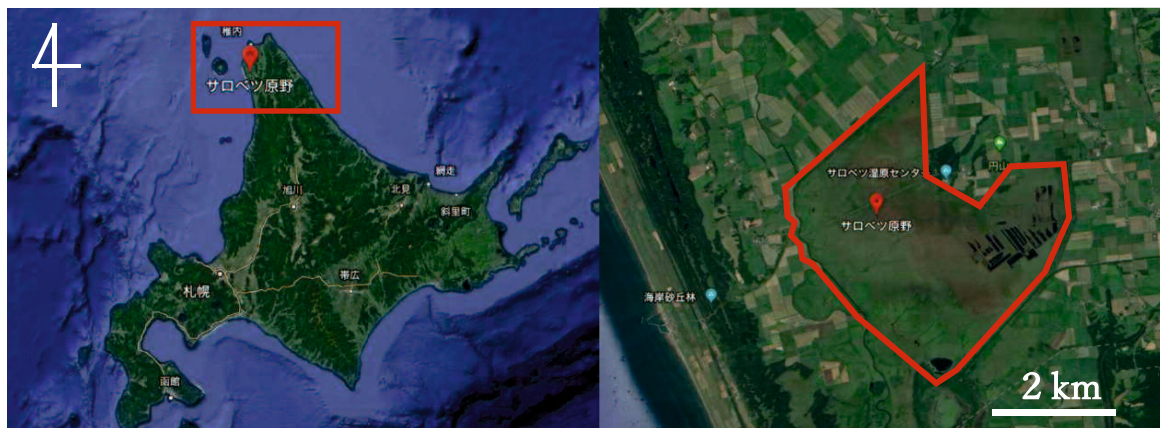 稚内
サロベツ原野
網走
北見
斜里町
旭川
帯広
札幌
函館
円山
サロベツ湿原センター
サロベツ原野
海岸砂丘林
2 km